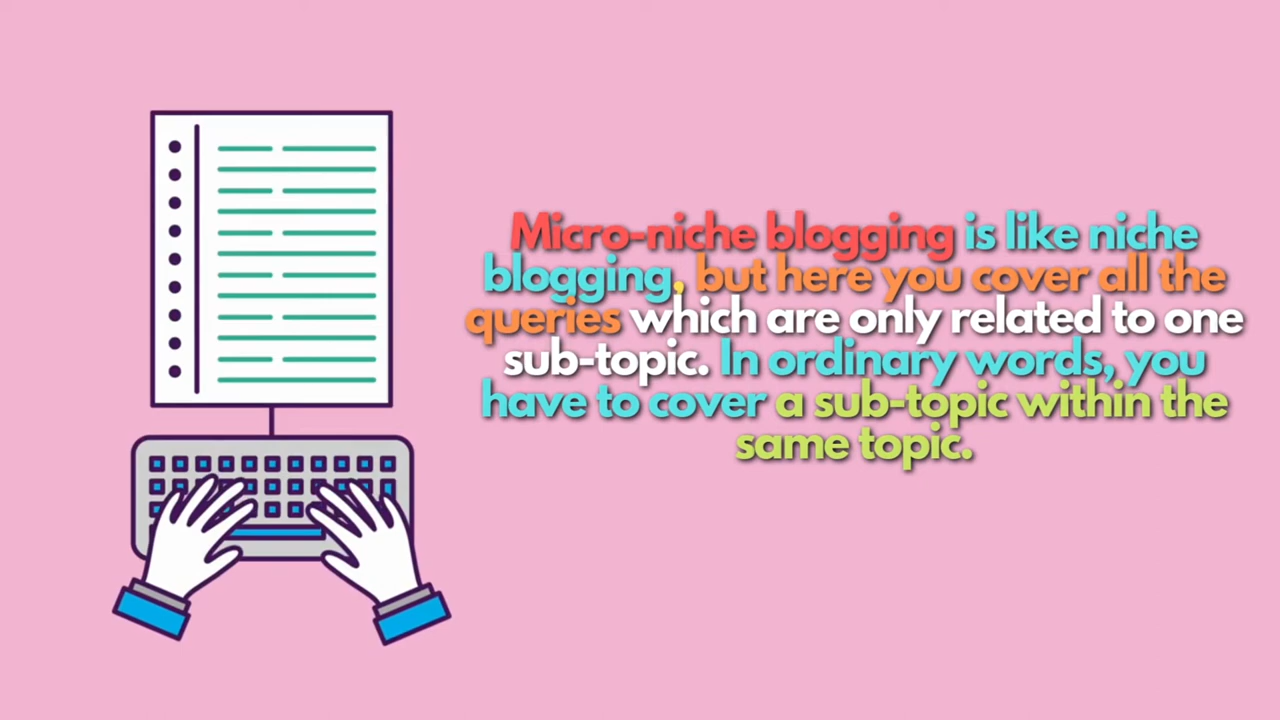 Micro-niche blogging is like niche
blogging, but here you cover all the
queries which are only related to one
sub-topic. In ordinary words, you
have to cover a sub-topic within the
same topic.